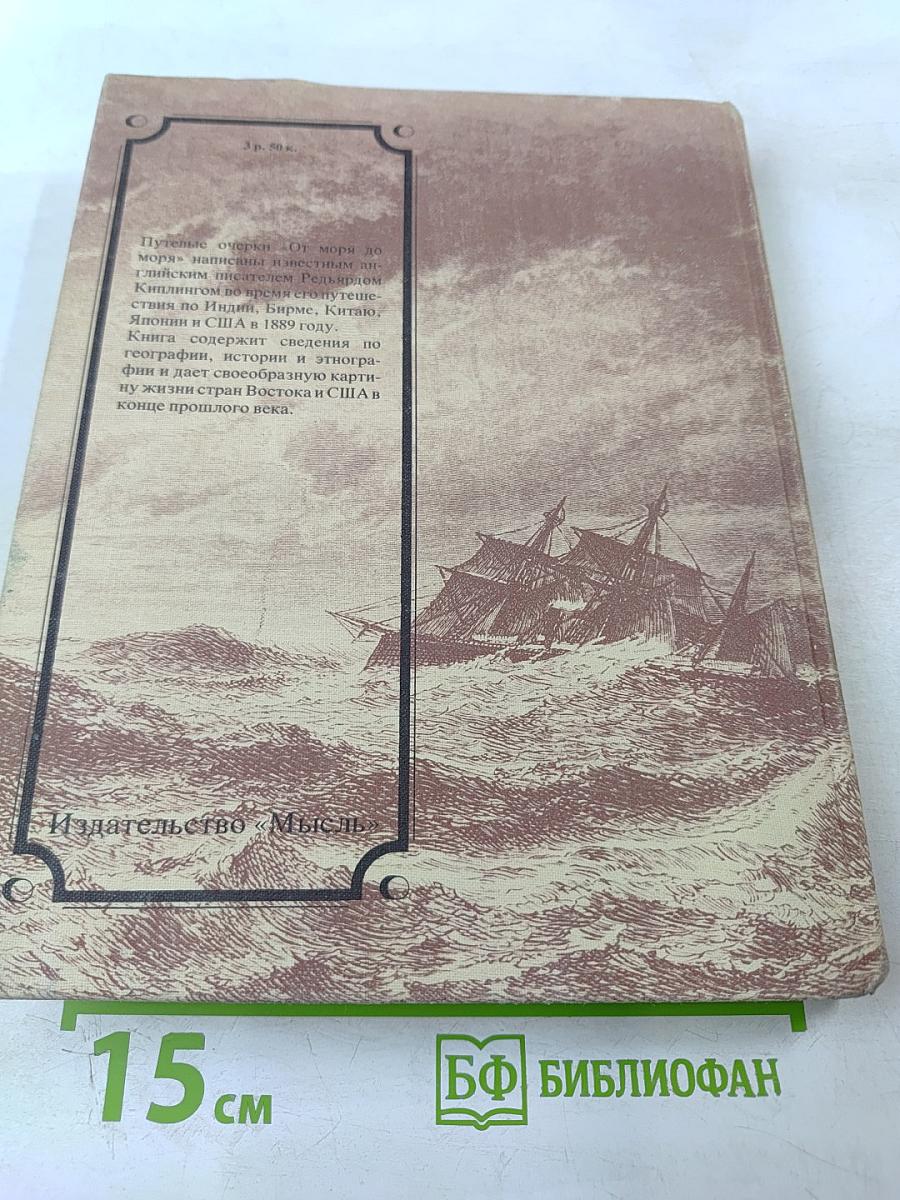 3 р. 50 к.
Путевые очерки «От моря до
моря» написаны известным ан-
глийским писателем Редьярдом
Киплингом во время его путеше-
ствия по Индии, Бирме, Китаю,
Японии и США в 1889 году.
Книга содержит сведения по
географии, истории и этногра-
фии и дает своеобразную карти-
ну жизни стран Востока и США в
конце прошлого века.
Издательство «Мысль»
15 см
БФ БИБЛИОФАН